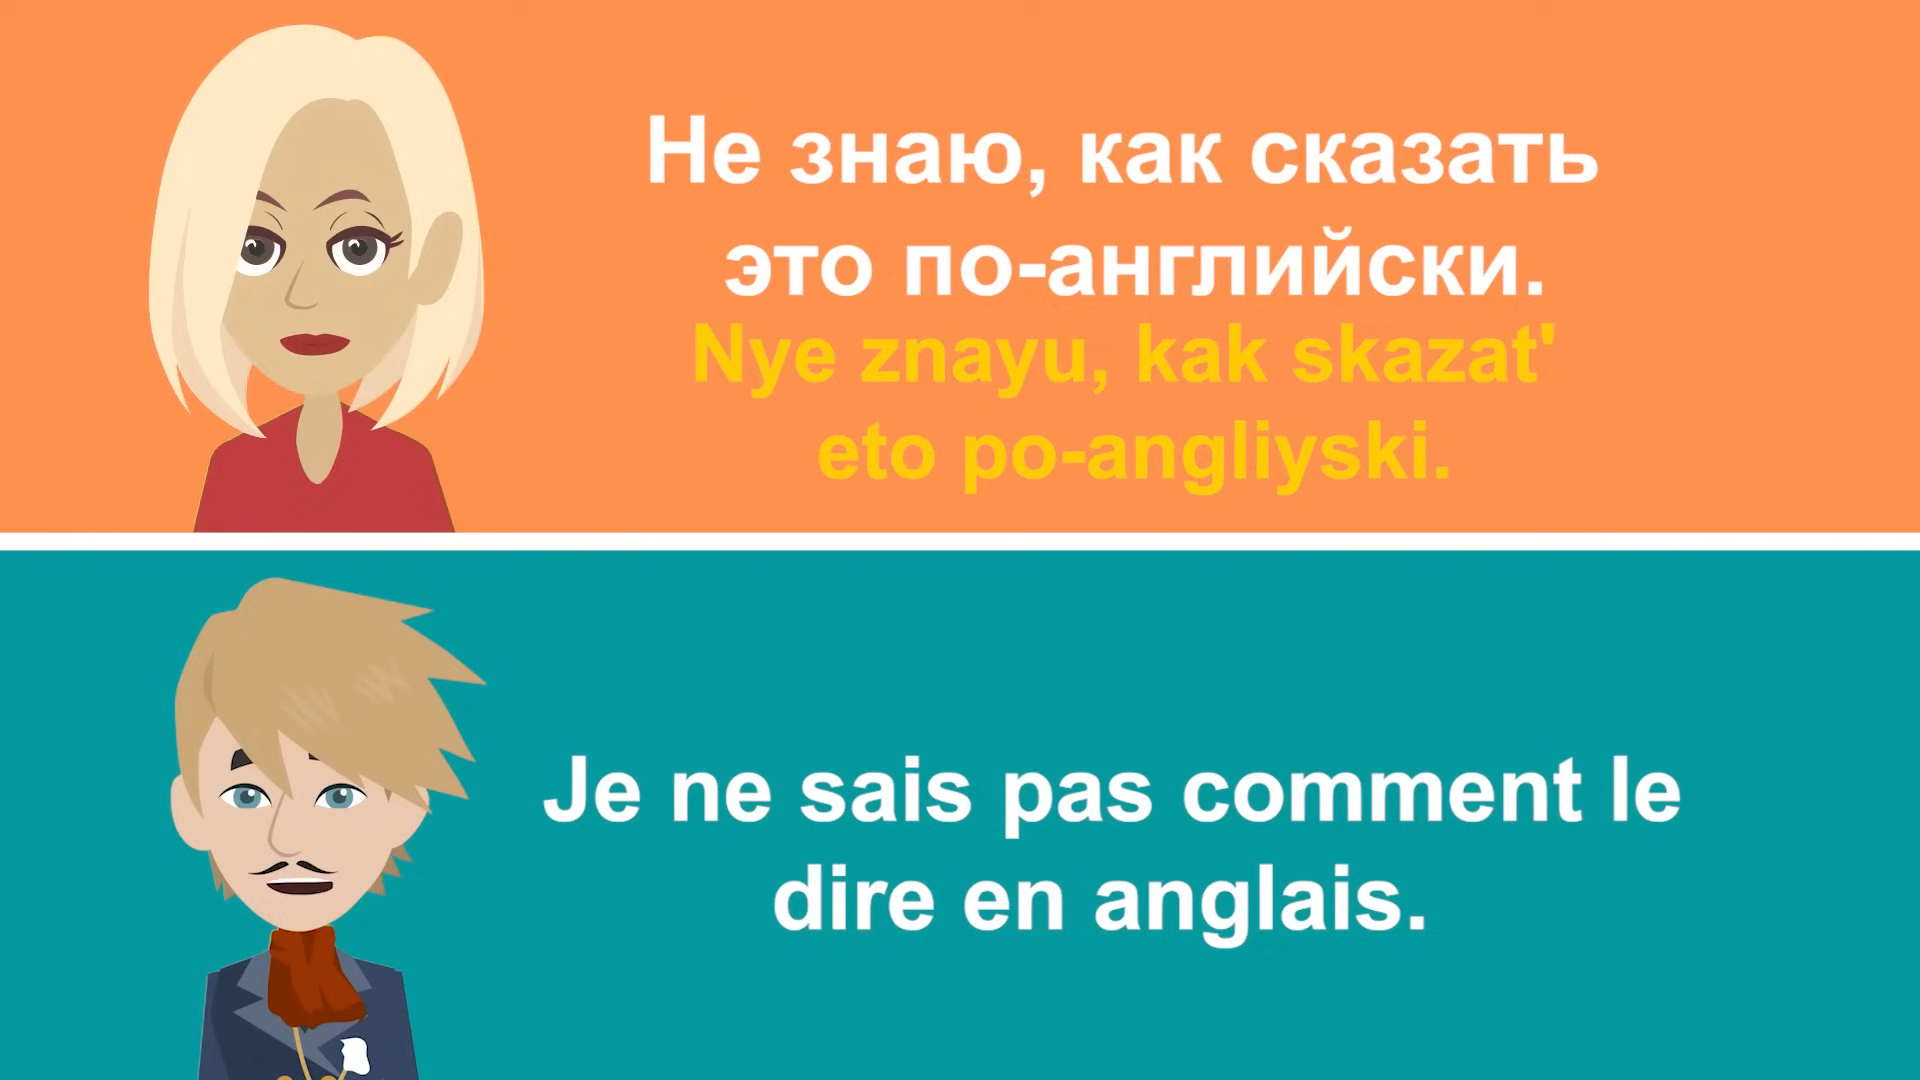 Не знаю, как сказать
это по-английски.
Nye znayu, kak skazat'
eto po-angliyski.
Je ne sais pas comment le
dire en anglais.